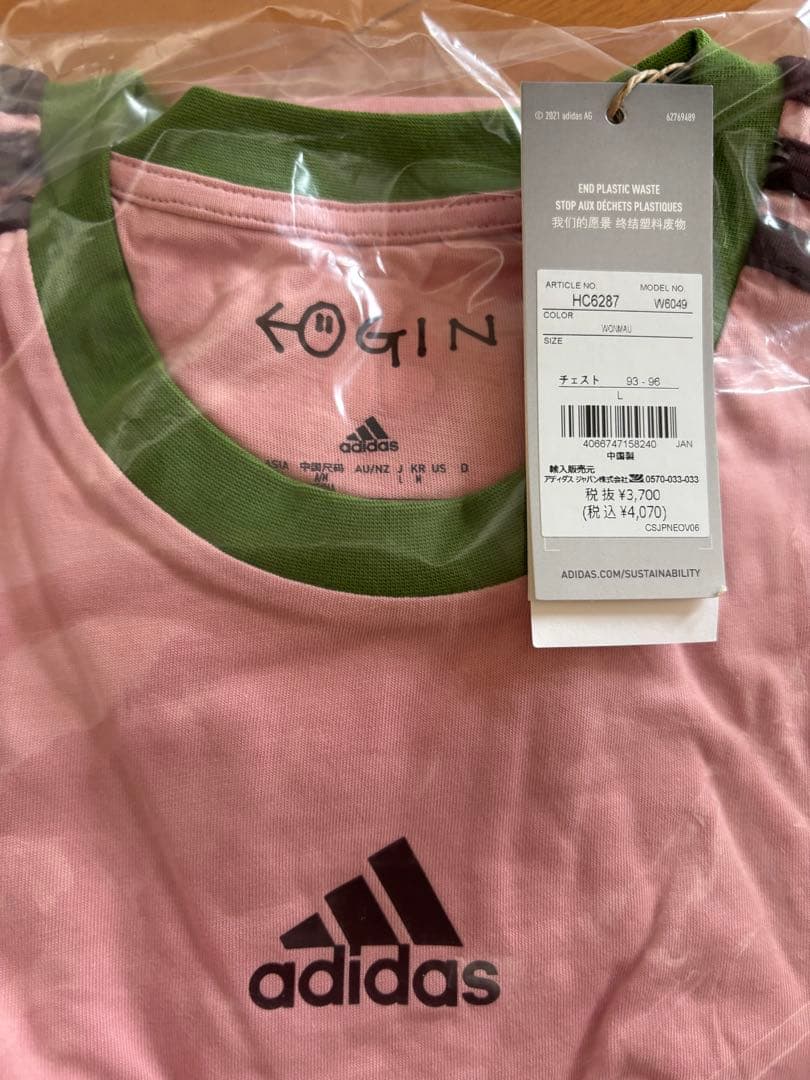 © 2021 adidas AG
62769489
END PLASTIC WASTE
STOP AUX DÉCHETS PLASTIQUES
我们的愿景 终结塑料废物
ARTICLE NO. MODEL NO.
HC6287 W6049
COLOR
WONMAU
SIZE
チェスト 93 - 96
L
4066747158240 JAN
中国製
輸入販売元
アディダス ジャパン株式会社 0570-033-033
税抜 ¥3,700
(税込 ¥4,070)
CSJPNEOV06
ADIDAS.COM/SUSTAINABILITY
OGIN
adidas
ASIA 中国尺码 AU/NZ J KR US D
A/M L M
adidas